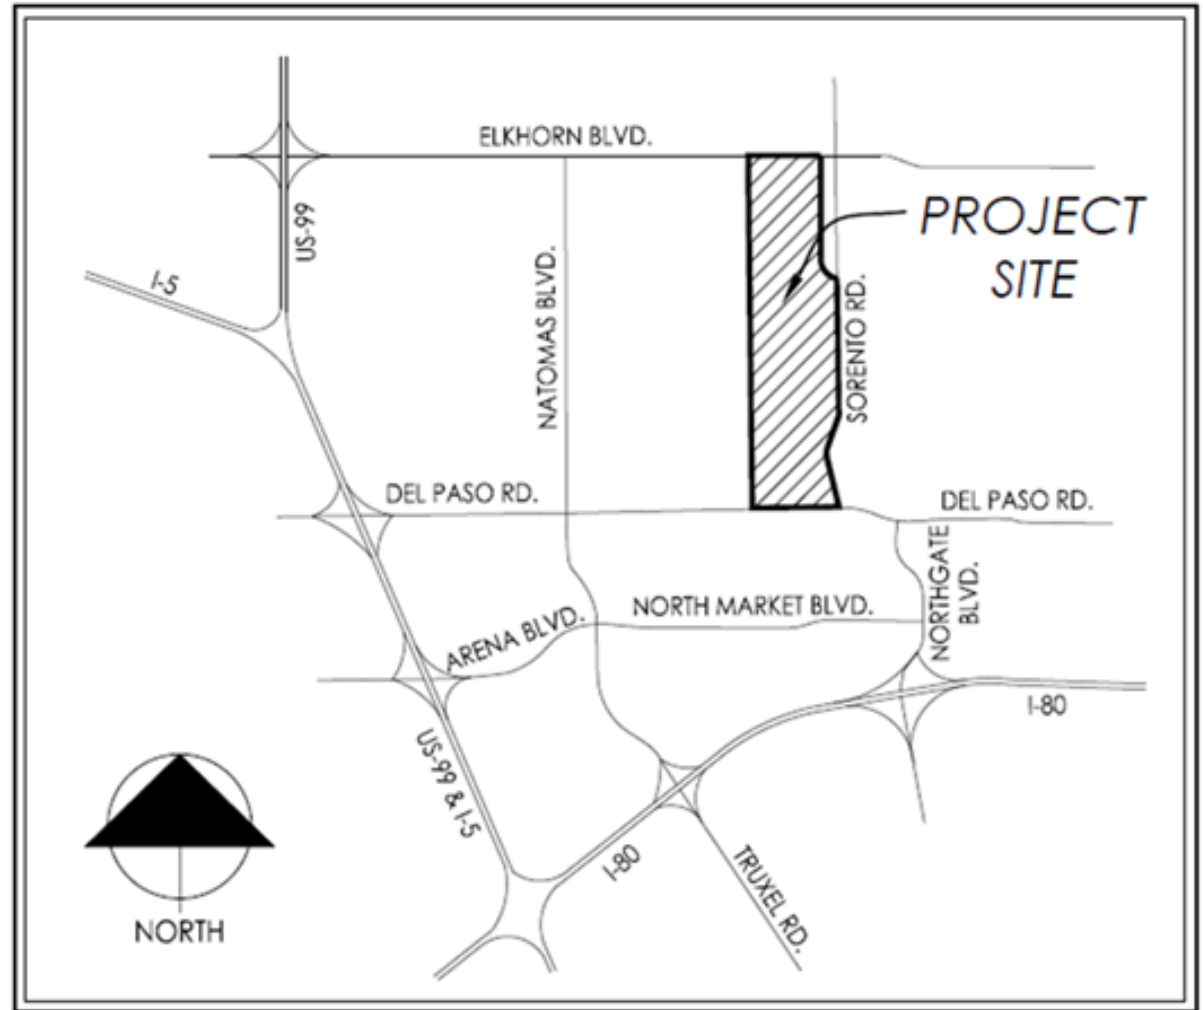 ELKHORN BLVD.
US-99
I-5
NATOMAS BLVD.
PROJECT
SITE
SORENTO RD.
DEL PASO RD.
DEL PASO RD.
NORTHGATE
BLVD.
NORTH MARKET BLVD.
ARENA BLVD.
I-80
US-99 & I-5
I-80
TRUXEL RD.
NORTH